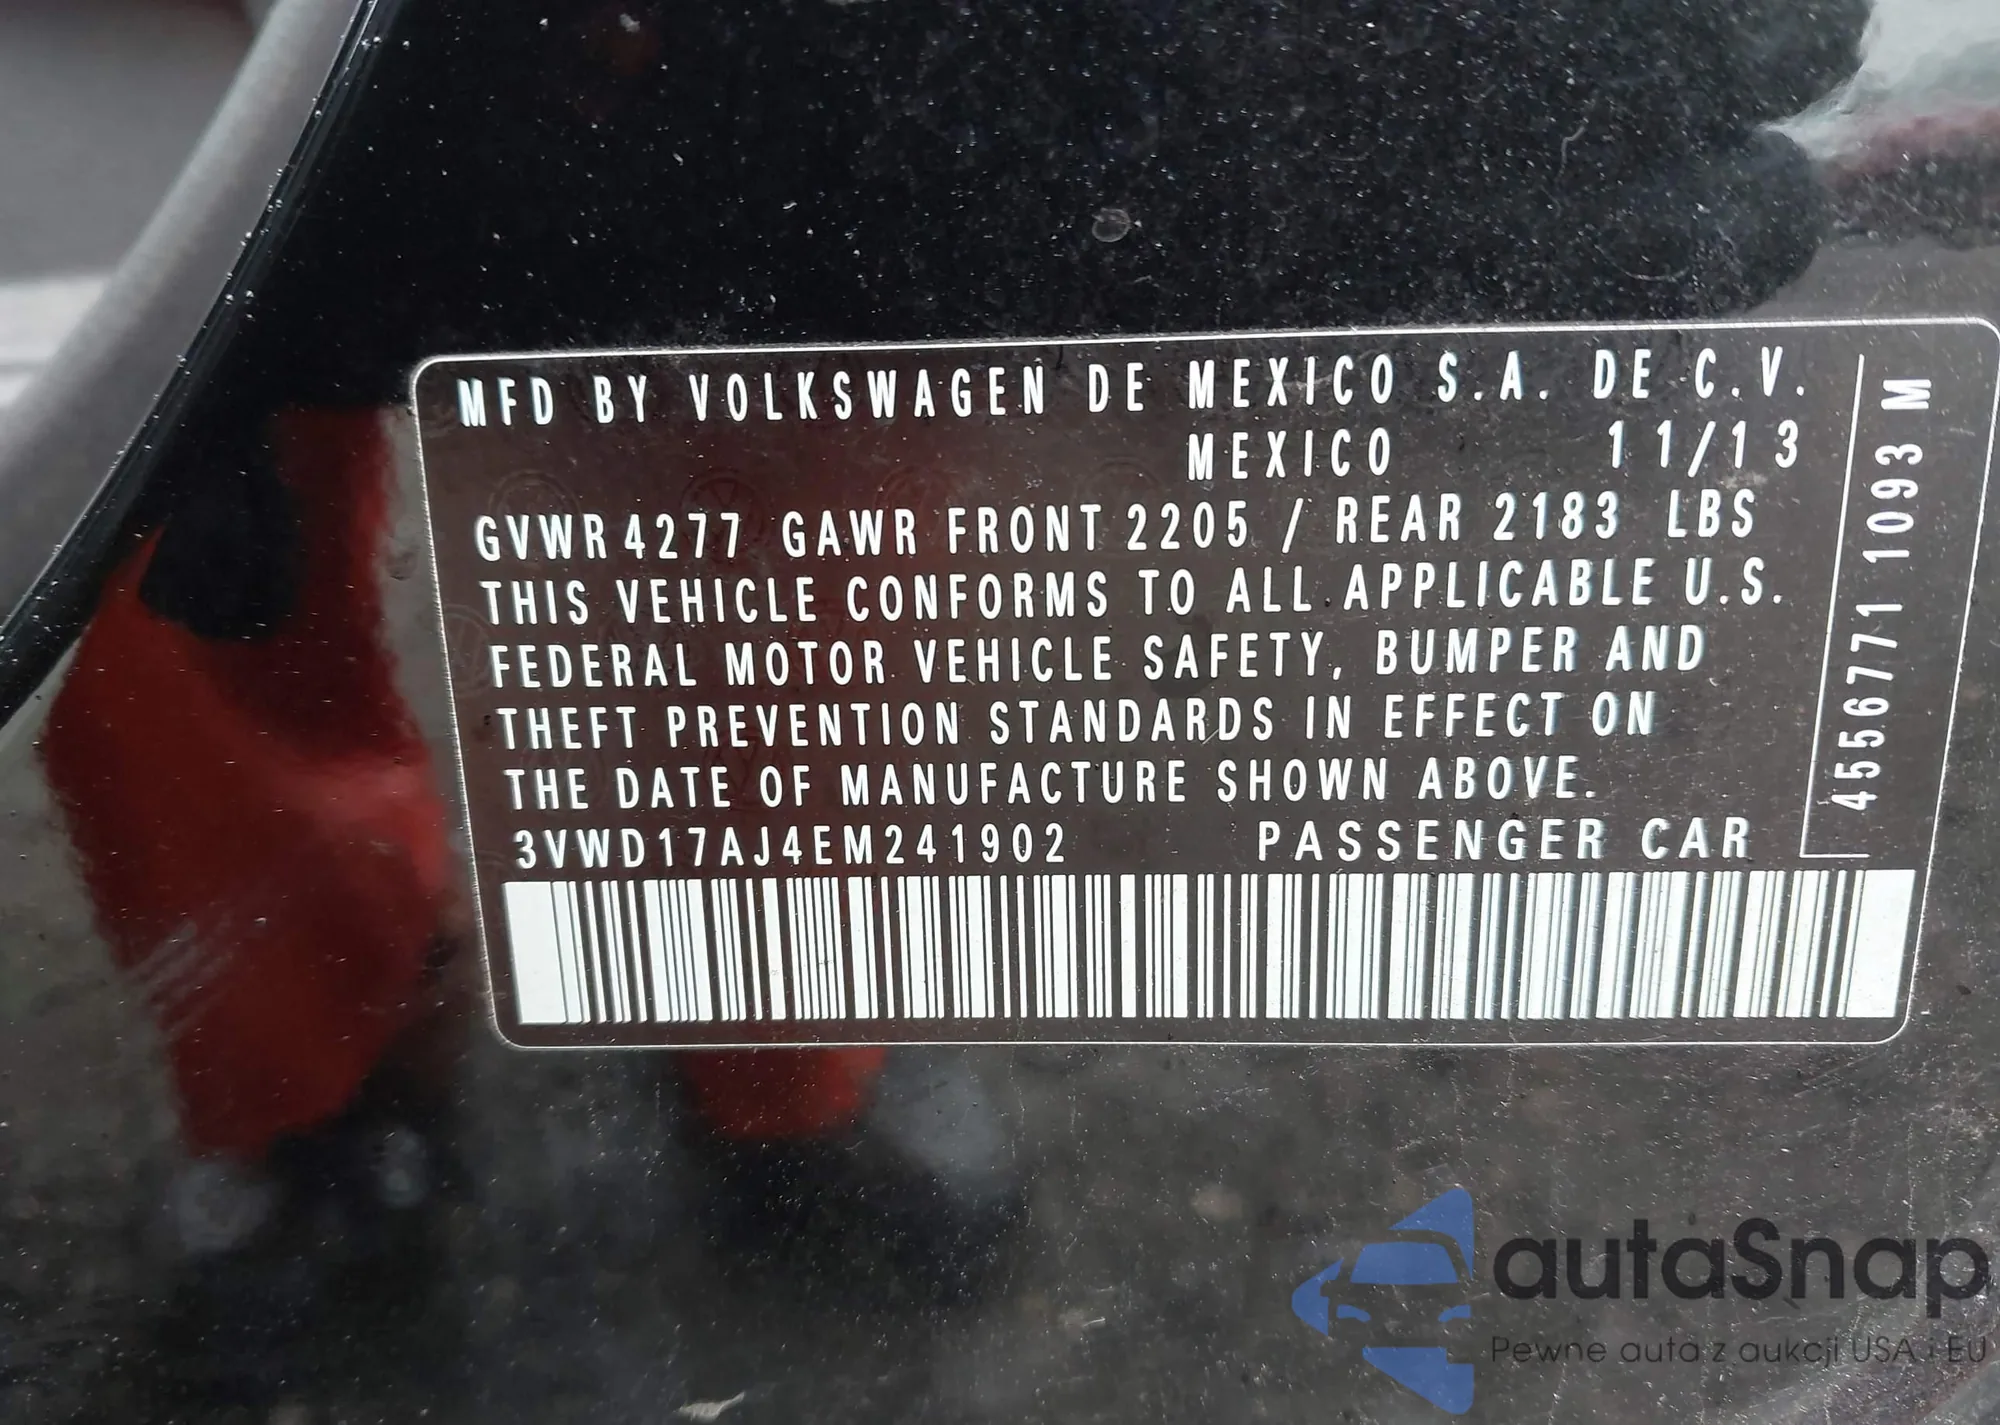 MFD BY VOLKSWAGEN DE MEXICO S.A. DE C.V.
MEXICO 11/13
GVWR 4277 GAWR FRONT 2205 / REAR 2183 LBS
THIS VEHICLE CONFORMS TO ALL APPLICABLE U.S.
FEDERAL MOTOR VEHICLE SAFETY, BUMPER AND
THEFT PREVENTION STANDARDS IN EFFECT ON
THE DATE OF MANUFACTURE SHOWN ABOVE.
3VWD17AJ4EM241902 PASSENGER CAR
4556771 1093 M
autaSnap
Pewne auta z aukcji USA i EU